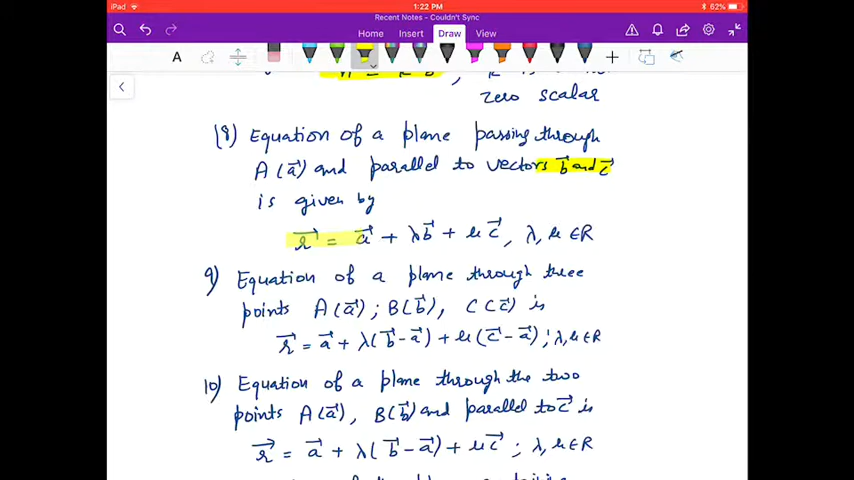 iPad
1:22 PM
62%
Recent Notes - Couldn't Sync
Home Insert Draw View
A
zero scalar
(8) Equation of a plane passing through
A(a⃗) and parallel to vectors b⃗ and c⃗
is given by
r⃗ = a⃗ + λb⃗ + μc⃗, λ, μ ∈ R
9) Equation of a plane through three
points A(a⃗); B(b⃗), C(c⃗) is
r⃗ = a⃗ + λ(b⃗ - a⃗) + μ(c⃗ - a⃗); λ, μ ∈ R
10) Equation of a plane through the two
points A(a⃗), B(b⃗) and parallel to c⃗ is
r⃗ = a⃗ + λ(b⃗ - a⃗) + μc⃗; λ, μ ∈ R